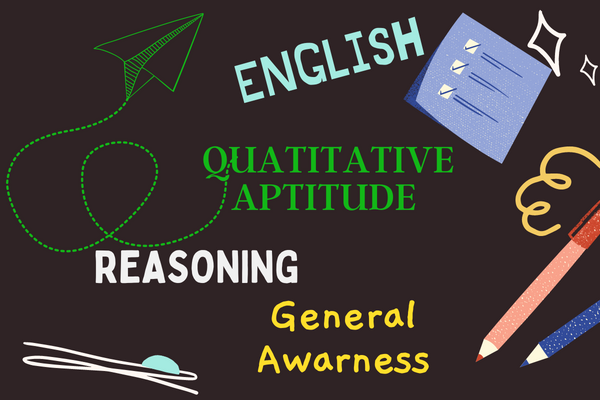 ENGLISH
QUATITATIVE
APTITUDE
REASONING
General
Awarness